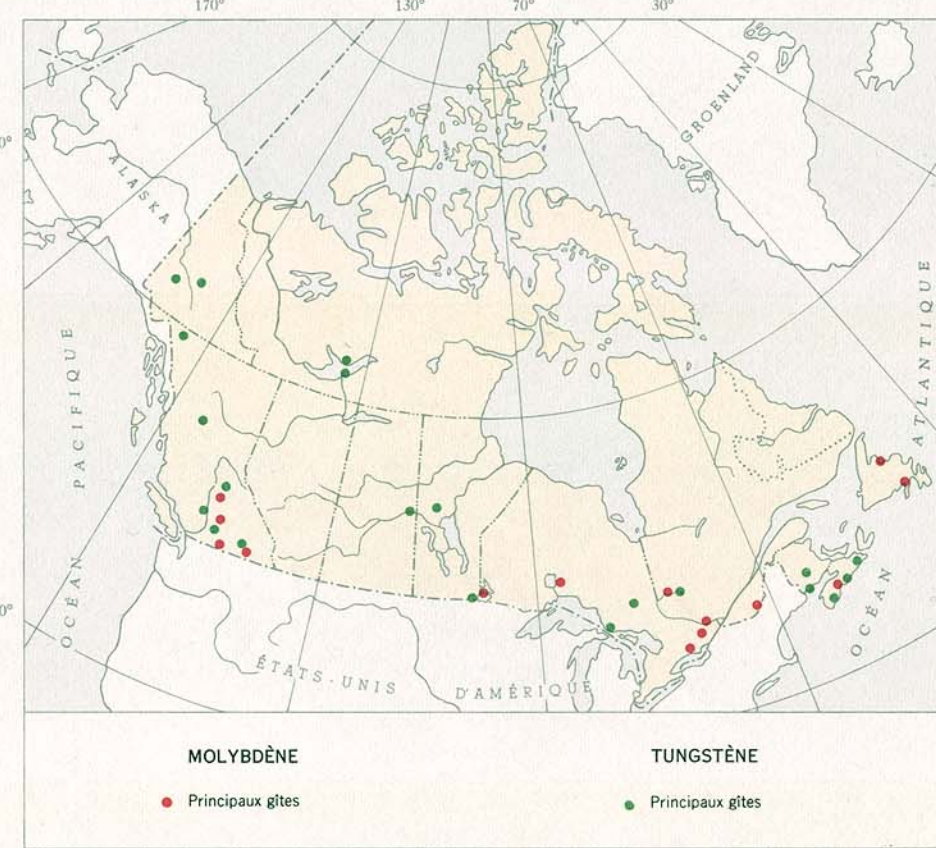 170° 130° 70° 30°
GROENLAND
ALASKA
OCÉAN PACIFIQUE
OCÉAN ATLANTIQUE
ÉTATS-UNIS D'AMÉRIQUE
MOLYBDÈNE
Principaux gîtes
TUNGSTÈNE
Principaux gîtes